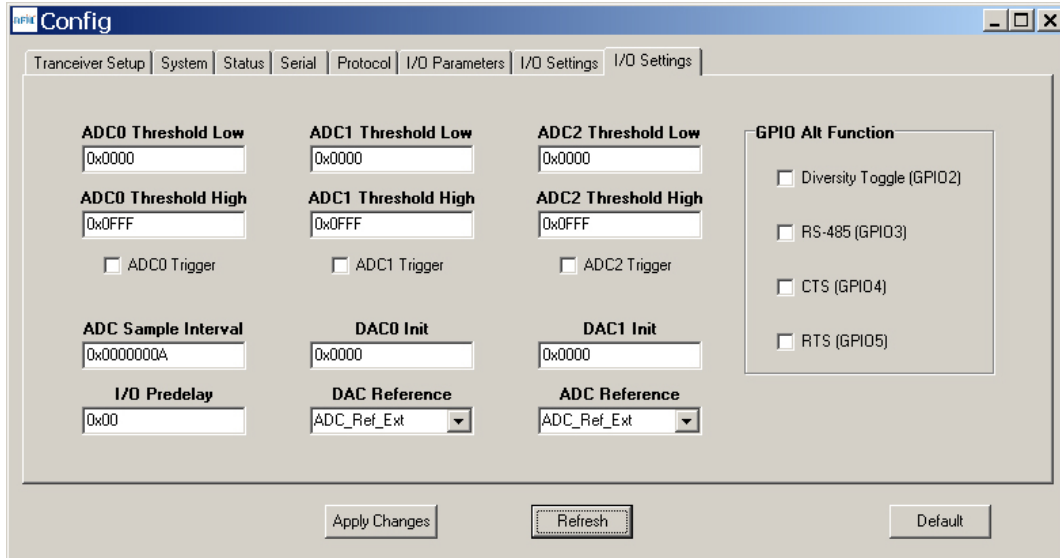 RFM Config
Tranceiver Setup System Status Serial Protocol I/O Parameters I/O Settings I/O Settings
ADC0 Threshold Low ADC1 Threshold Low ADC2 Threshold Low GPIO Alt Function
0x0000 0x0000 0x0000
Diversity Toggle (GPIO2)
ADC0 Threshold High ADC1 Threshold High ADC2 Threshold High
0x0FFF 0x0FFF 0x0FFF RS-485 (GPIO3)
ADC0 Trigger ADC1 Trigger ADC2 Trigger
CTS (GPIO4)
ADC Sample Interval DAC0 Init DAC1 Init
0x0000000A 0x0000 0x0000 RTS (GPIO5)
I/O Predelay DAC Reference ADC Reference
0x00 ADC_Ref_Ext ADC_Ref_Ext
Apply Changes Refresh Default